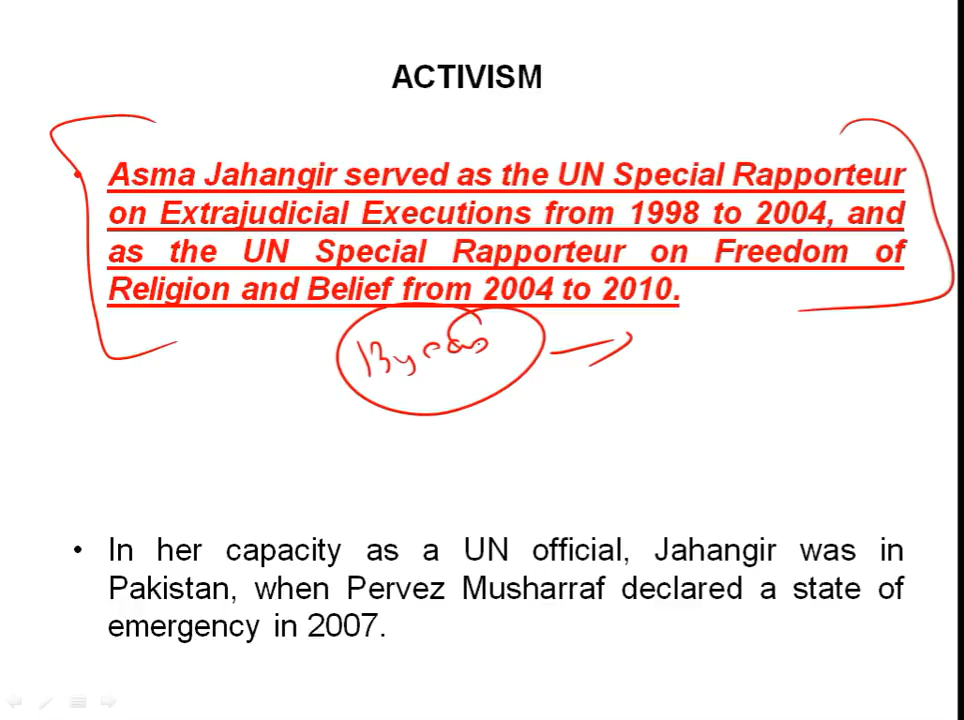 ACTIVISM
• Asma Jahangir served as the UN Special Rapporteur
on Extrajudicial Executions from 1998 to 2004, and
as the UN Special Rapporteur on Freedom of
Religion and Belief from 2004 to 2010.
• In her capacity as a UN official, Jahangir was in
Pakistan, when Pervez Musharraf declared a state of
emergency in 2007.